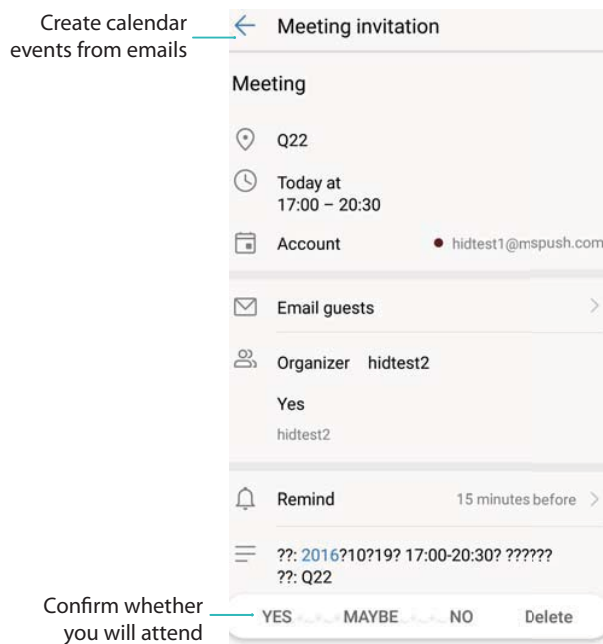 Create calendar
events from emails
Meeting invitation
Meeting
Q22
Today at
17:00 – 20:30
Account hidtest1@mspush.com
Email guests
Organizer hidtest2
Yes
hidtest2
Remind 15 minutes before
??: 2016?10?19? 17:00-20:30? ??????
??: Q22
Confirm whether
you will attend
YES MAYBE NO Delete